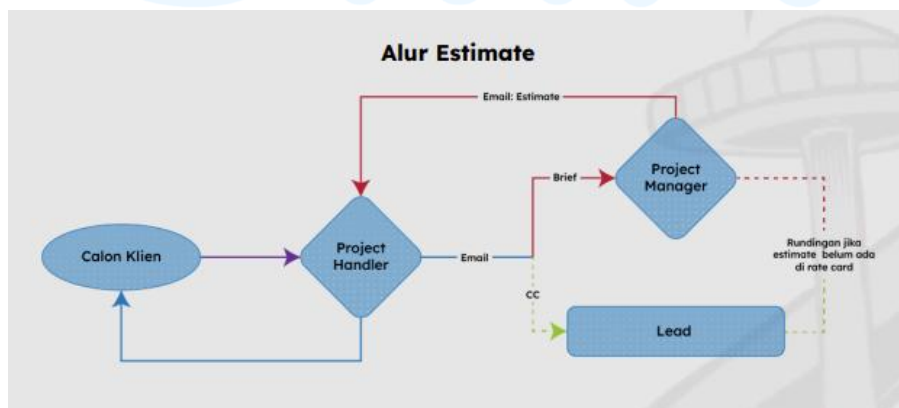 Alur Estimate
Email: Estimate
Brief
Project
Manager
Calon Klien
Project
Handler
Email
Rundingan jika
estimate belum ada
di rate card
CC
Lead